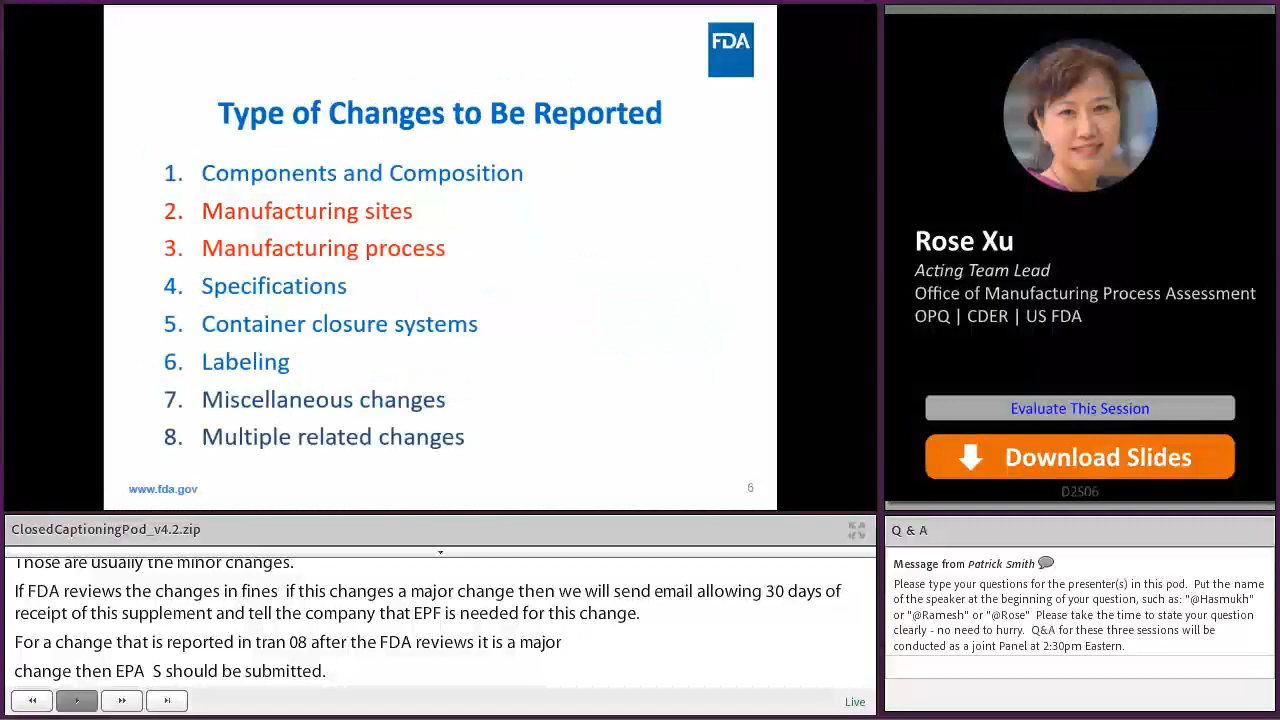 FDA
Type of Changes to Be Reported
1. Components and Composition
2. Manufacturing sites
3. Manufacturing process
4. Specifications
5. Container closure systems
6. Labeling
7. Miscellaneous changes
8. Multiple related changes
www.fda.gov
6
Rose Xu
Acting Team Lead
Office of Manufacturing Process Assessment
OPQ | CDER | US FDA
Evaluate This Session
Download Slides
D2S06
ClosedCaptioningPod_v4.2.zip
Those are usually the minor changes.
If FDA reviews the changes in fines  if this changes a major change then we will send email allowing 30 days of
receipt of this supplement and tell the company that EPF is needed for this change.
For a change that is reported in tran 08 after the FDA reviews it is a major
change then EPA  S should be submitted.
Live
Q & A
Message from Patrick Smith
Please type your questions for the presenter(s) in this pod.  Put the name
of the speaker at the beginning of your question, such as: "@Hasmukh"
or "@Ramesh" or "@Rose"  Please take the time to state your question
clearly - no need to hurry.  Q&A for these three sessions will be
conducted as a joint Panel at 2:30pm Eastern.